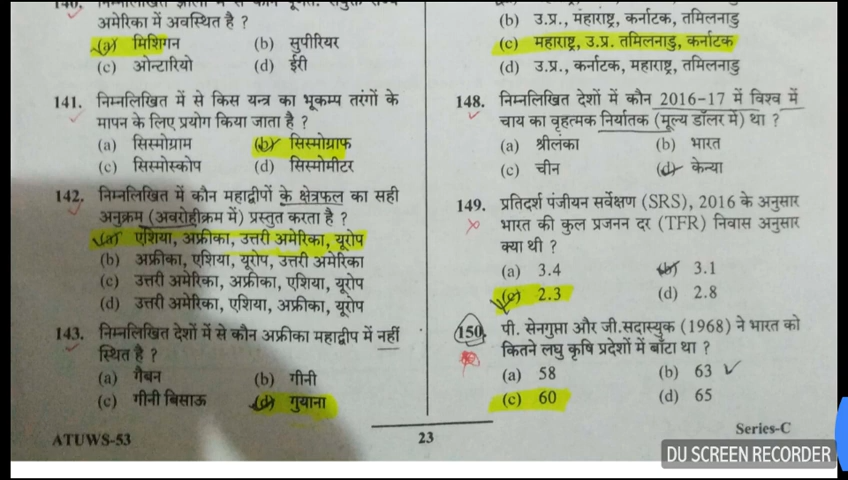 अमेरिका में अवस्थित है ?
(a) मिशिगन (b) सुपीरियर
(c) ओन्टारियो (d) ईरी
141. निम्नलिखित में से किस यन्त्र का भूकम्प तरंगों के
मापन के लिए प्रयोग किया जाता है ?
(a) सिस्मोग्राम (b) सिस्मोग्राफ
(c) सिस्मोस्कोप (d) सिस्मोमीटर
142. निम्नलिखित में कौन महाद्वीपों के क्षेत्रफल का सही
अनुक्रम (अवरोहीक्रम में) प्रस्तुत करता है ?
(a) एशिया, अफ्रीका, उत्तरी अमेरिका, यूरोप
(b) अफ्रीका, एशिया, यूरोप, उत्तरी अमेरिका
(c) उत्तरी अमेरिका, अफ्रीका, एशिया, यूरोप
(d) उत्तरी अमेरिका, एशिया, अफ्रीका, यूरोप
143. निम्नलिखित देशों में से कौन अफ्रीका महाद्वीप में नहीं
स्थित है ?
(a) गैबन (b) गीनी
(c) गीनी बिसाऊ (d) गुयाना
(b) उ.प्र., महाराष्ट्र, कर्नाटक, तमिलनाडु
(c) महाराष्ट्र, उ.प्र. तमिलनाडु, कर्नाटक
(d) उ.प्र., कर्नाटक, महाराष्ट्र, तमिलनाडु
148. निम्नलिखित देशों में कौन 2016-17 में विश्व में
चाय का वृहत्मक निर्यातक (मूल्य डॉलर में) था ?
(a) श्रीलंका (b) भारत
(c) चीन (d) केन्या
149. प्रतिदर्श पंजीयन सर्वेक्षण (SRS), 2016 के अनुसार
भारत की कुल प्रजनन दर (TFR) निवास अनुसार
क्या थी ?
(a) 3.4 (b) 3.1
(c) 2.3 (d) 2.8
150. पी. सेनगुप्ता और जी.सदास्युक (1968) ने भारत को
कितने लघु कृषि प्रदेशों में बाँटा था ?
(a) 58 (b) 63
(c) 60 (d) 65
ATUWS-53 23 Series-C
DU SCREEN RECORDER